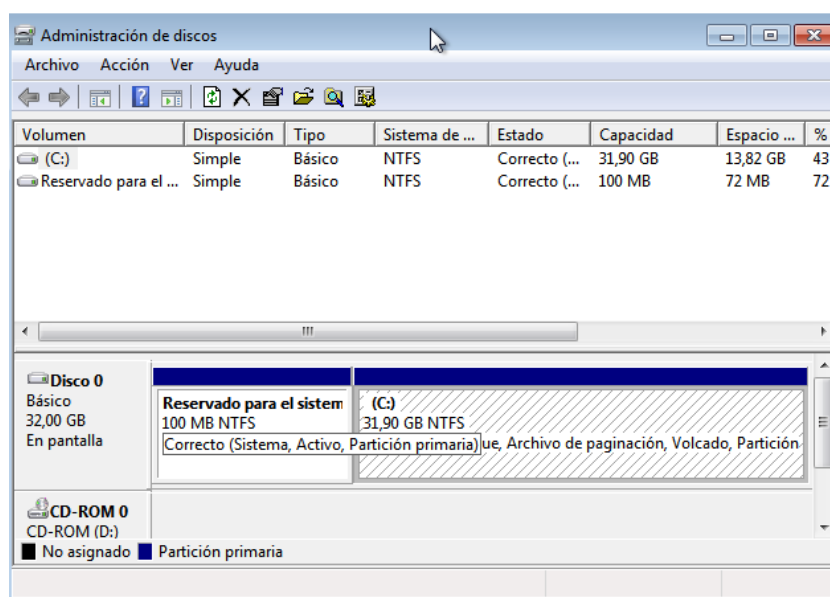 Administración de discos
Archivo Acción Ver Ayuda
Volumen Disposición Tipo Sistema de ... Estado Capacidad Espacio ... %
(C:) Simple Básico NTFS Correcto (... 31,90 GB 13,82 GB 43
Reservado para el ... Simple Básico NTFS Correcto (... 100 MB 72 MB 72
Disco 0
Básico
32,00 GB
En pantalla
Reservado para el sistem
100 MB NTFS
Correcto (Sistema, Activo, Partición primaria)
(C:)
31,90 GB NTFS
ue, Archivo de paginación, Volcado, Partición
CD-ROM 0
CD-ROM (D:)
No asignado Partición primaria